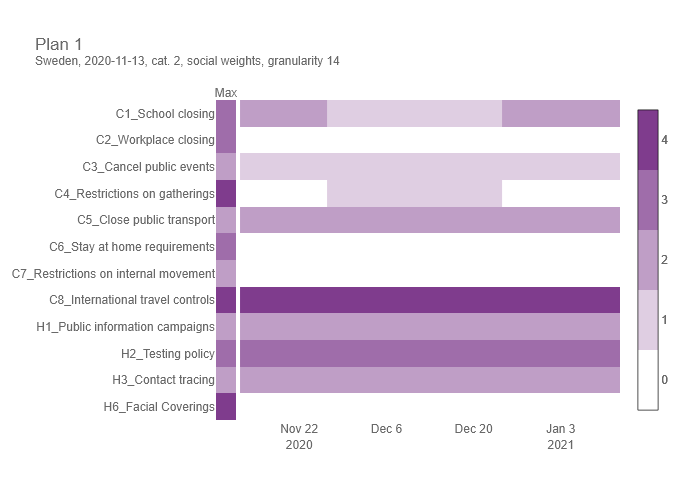 Plan 1
Sweden, 2020-11-13, cat. 2, social weights, granularity 14
Max
C1_School closing
C2_Workplace closing
C3_Cancel public events
C4_Restrictions on gatherings
C5_Close public transport
C6_Stay at home requirements
C7_Restrictions on internal movement
C8_International travel controls
H1_Public information campaigns
H2_Testing policy
H3_Contact tracing
H6_Facial Coverings
Nov 22
2020
Dec 6
Dec 20
Jan 3
2021
4
3
2
1
0